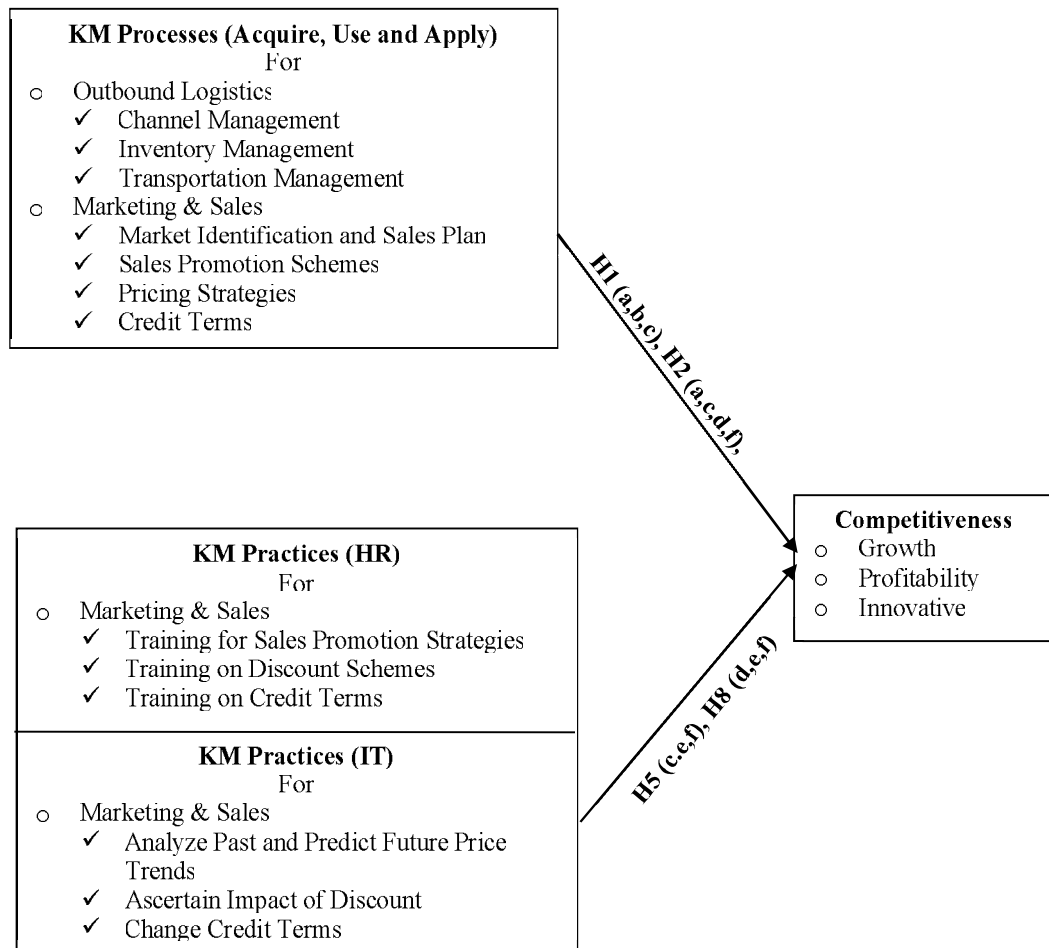 KM Processes (Acquire, Use and Apply)
For
o Outbound Logistics
✓ Channel Management
✓ Inventory Management
✓ Transportation Management
o Marketing & Sales
✓ Market Identification and Sales Plan
✓ Sales Promotion Schemes
✓ Pricing Strategies
✓ Credit Terms
H1 (a,b,c), H2 (a,c,d,f),
KM Practices (HR)
For
o Marketing & Sales
✓ Training for Sales Promotion Strategies
✓ Training on Discount Schemes
✓ Training on Credit Terms
KM Practices (IT)
For
o Marketing & Sales
✓ Analyze Past and Predict Future Price
Trends
✓ Ascertain Impact of Discount
✓ Change Credit Terms
H5 (c.e,f), H8 (d,e,f)
Competitiveness
o Growth
o Profitability
o Innovative